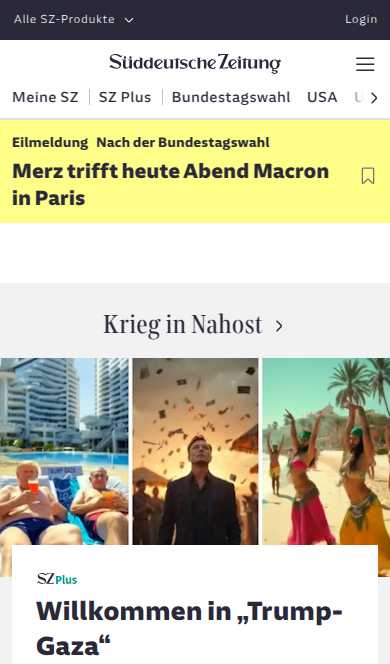 Alle SZ-Produkte
Login
Süddeutsche Zeitung
Meine SZ SZ Plus Bundestagswahl USA
Eilmeldung Nach der Bundestagswahl
Merz trifft heute Abend Macron
in Paris
Krieg in Nahost
SZ Plus
Willkommen in „Trump-
Gaza“